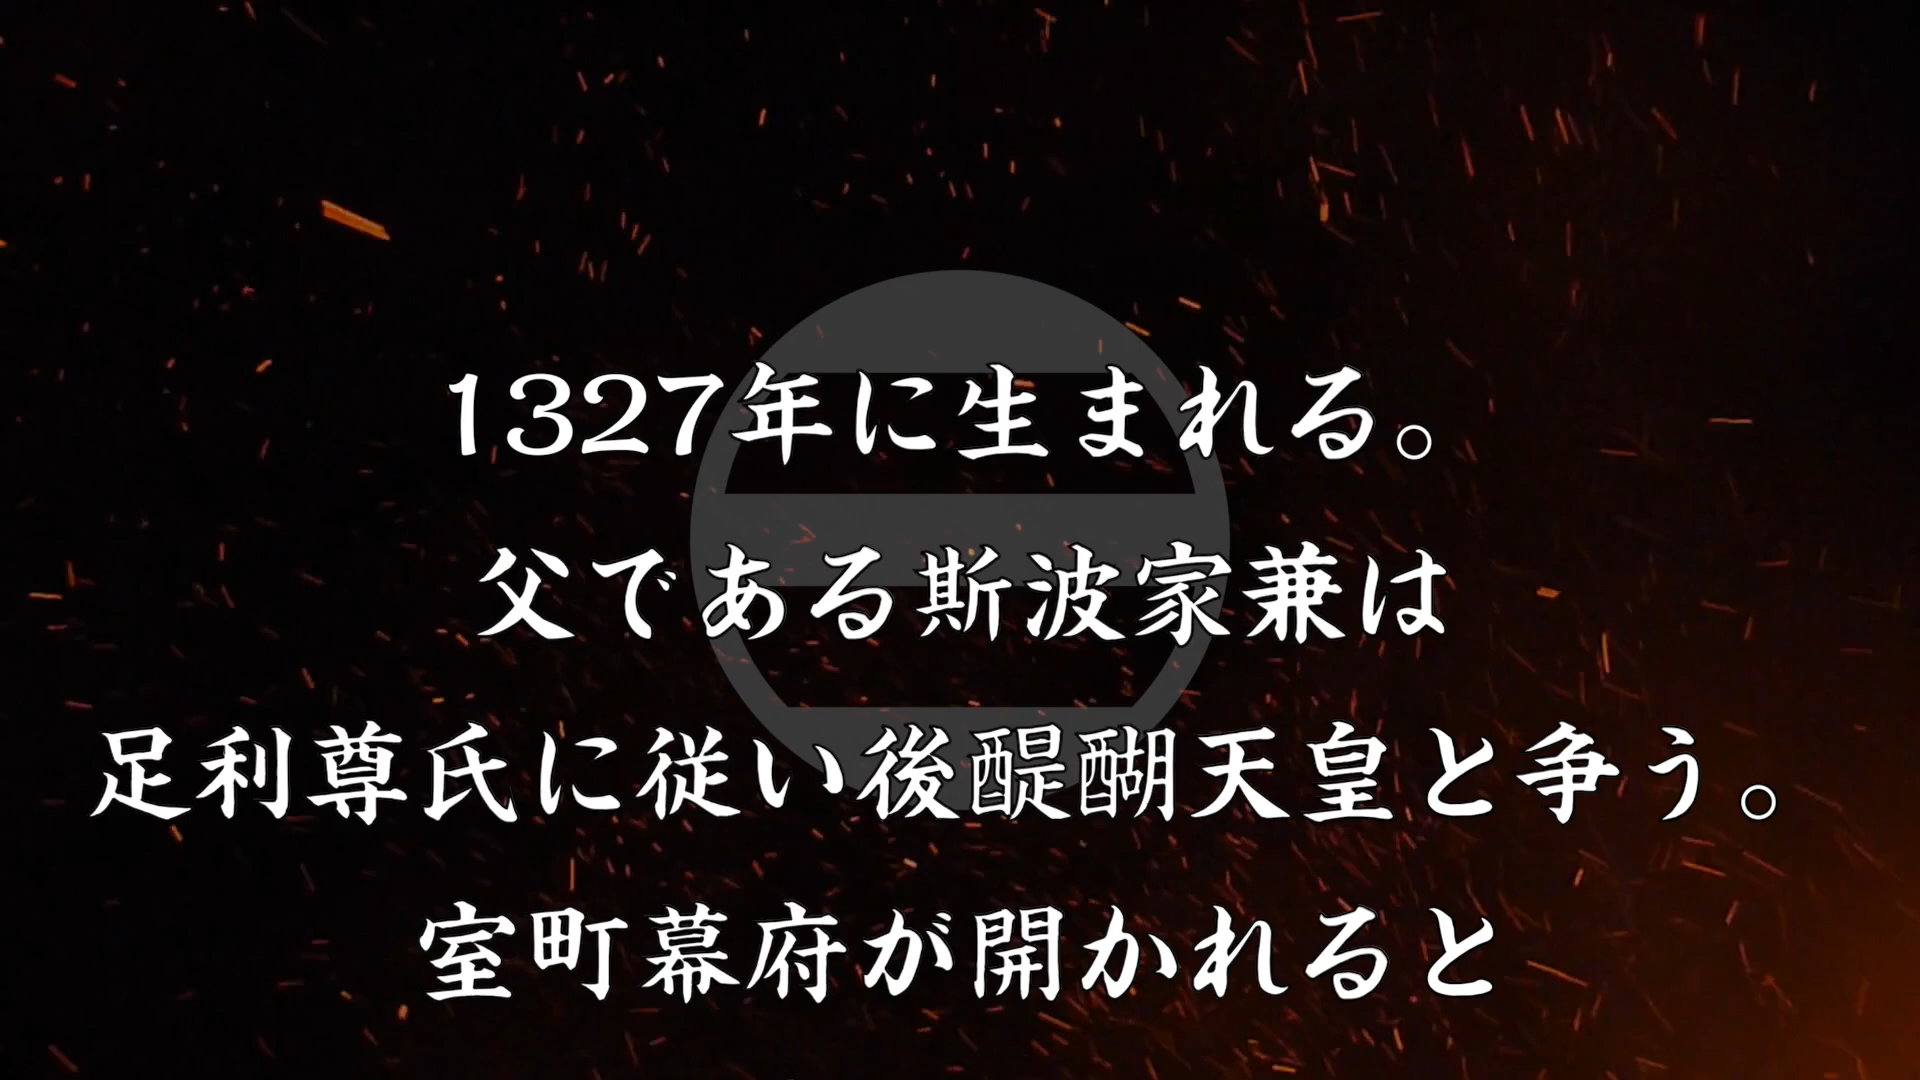 1327年に生まれる。
父である斯波家兼は
足利尊氏に従い後醍醐天皇と争う。
室町幕府が開かれると